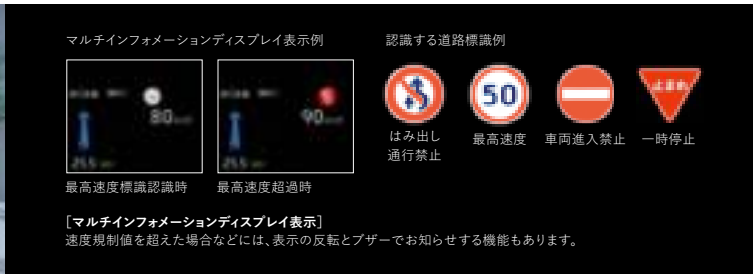 マルチインフォメーションディスプレイ表示例
認識する道路標識例
80
90
50
止まれ
はみ出し
通行禁止
最高速度
車両進入禁止
一時停止
最高速度標識認識時
最高速度超過時
[マルチインフォメーションディスプレイ表示]
速度規制値を超えた場合などには、表示の反転とブザーでお知らせする機能もあります。